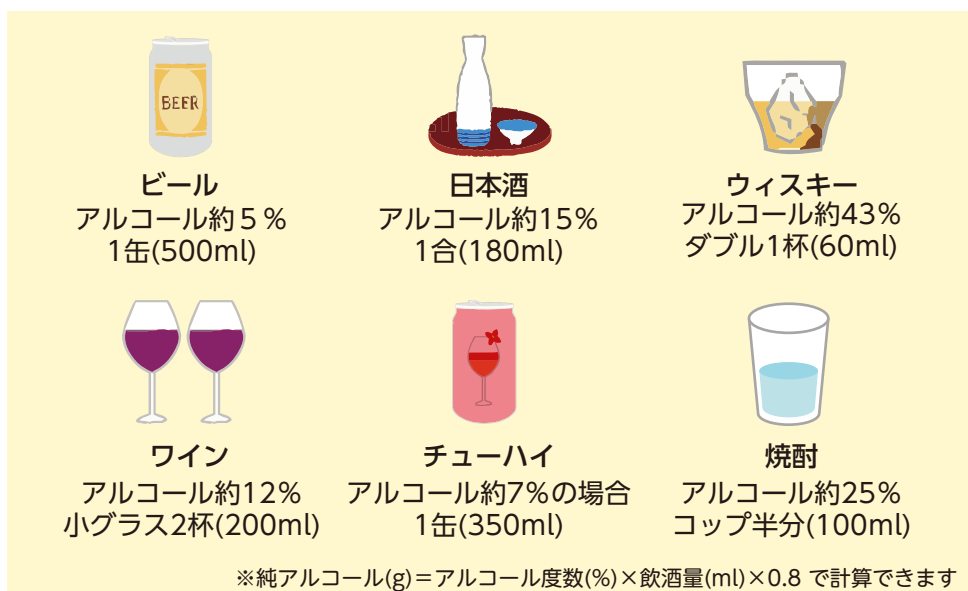 BEER
ビール
アルコール約５%
1缶(500ml)
日本酒
アルコール約15%
1合(180ml)
ウィスキー
アルコール約43%
ダブル1杯(60ml)
ワイン
アルコール約12%
小グラス2杯(200ml)
チューハイ
アルコール約7%の場合
1缶(350ml)
焼酎
アルコール約25%
コップ半分(100ml)
※純アルコール(g)＝アルコール度数(%)×飲酒量(ml)×0.8 で計算できます